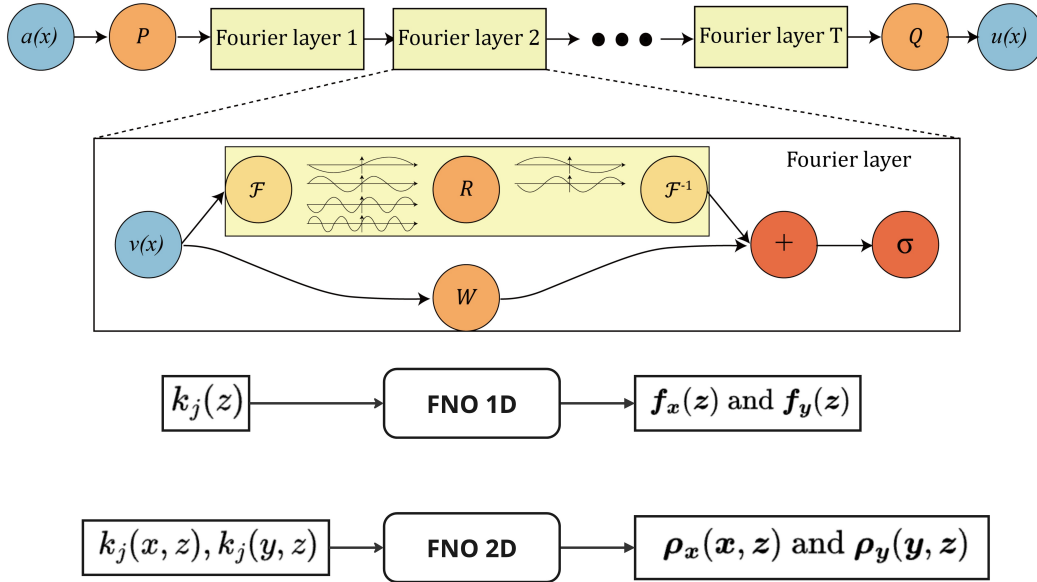 a(x) P Fourier layer 1 Fourier layer 2 ••• Fourier layer T Q u(x)
Fourier layer
ℱ R ℱ⁻¹
v(x) + σ
W
k_j(z) FNO 1D f_x(z) and f_y(z)
k_j(x, z), k_j(y, z) FNO 2D ρ_x(x, z) and ρ_y(y, z)